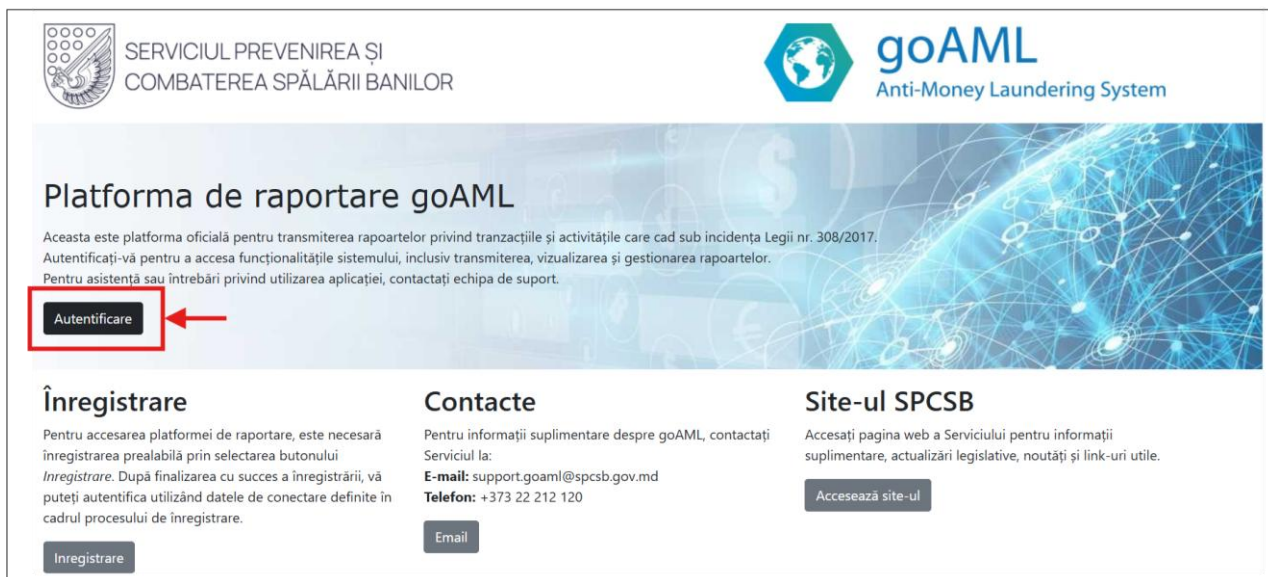 SERVICIUL PREVENIREA ȘI
COMBATEREA SPĂLĂRII BANILOR
goAML
Anti-Money Laundering System
Platforma de raportare goAML
Aceasta este platforma oficială pentru transmiterea rapoartelor privind tranzacțiile și activitățile care cad sub incidența Legii nr. 308/2017.
Autentificați-vă pentru a accesa funcționalitățile sistemului, inclusiv transmiterea, vizualizarea și gestionarea rapoartelor.
Pentru asistență sau întrebări privind utilizarea aplicației, contactați echipa de suport.
Autentificare
Înregistrare
Pentru accesarea platformei de raportare, este necesară
înregistrarea prealabilă prin selectarea butonului
Inregistrare. După finalizarea cu succes a înregistrării, vă
puteți autentifica utilizând datele de conectare definite în
cadrul procesului de înregistrare.
Inregistrare
Contacte
Pentru informații suplimentare despre goAML, contactați
Serviciul la:
E-mail: support.goaml@spcsb.gov.md
Telefon: +373 22 212 120
Email
Site-ul SPCSB
Accesați pagina web a Serviciului pentru informații
suplimentare, actualizări legislative, noutăți și link-uri utile.
Accesează site-ul